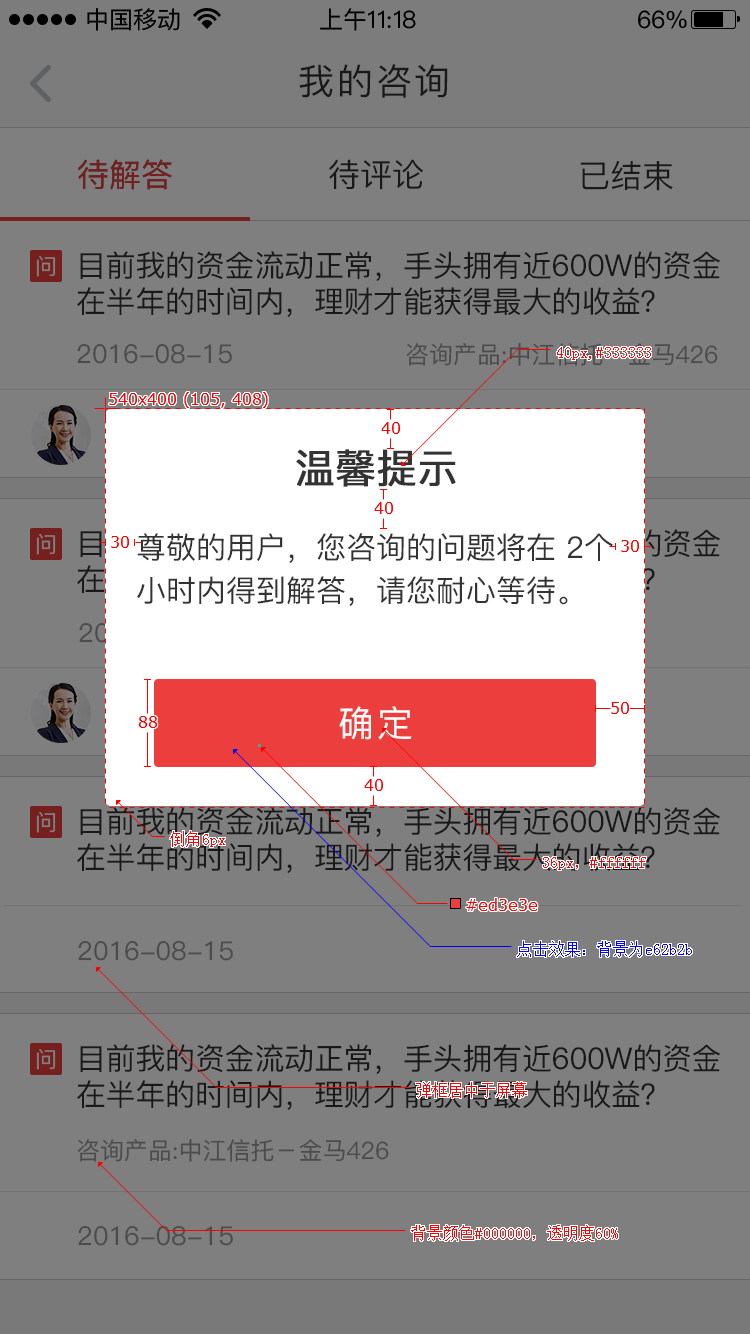 中国移动 上午11:18 66%
我的咨询
待解答 待评论 已结束
问 目前我的资金流动正常，手头拥有近600W的资金
在半年的时间内，理财才能获得最大的收益？
2016-08-15 咨询产品:中江信托－金马426
40px,#333333
540x400 (105, 408)
40
温馨提示
40
问 目
30 尊敬的用户，您咨询的问题将在 2个 30 的资金
在 ？
小时内得到解答，请您耐心等待。
20
88 确定 50
40
问 目前我的资金流动正常，手头拥有近600W的资金
倒角6px
在半年的时间内，理财才能获得最大的收益？
36px，#ffffff
#ed3e3e
2016-08-15 点击效果：背景为e62b2b
问 目前我的资金流动正常，手头拥有近600W的资金
在半年的时间内，理财才能获得最大的收益？
弹框居中于屏幕
咨询产品:中江信托－金马426
2016-08-15 背景颜色#000000，透明度60%